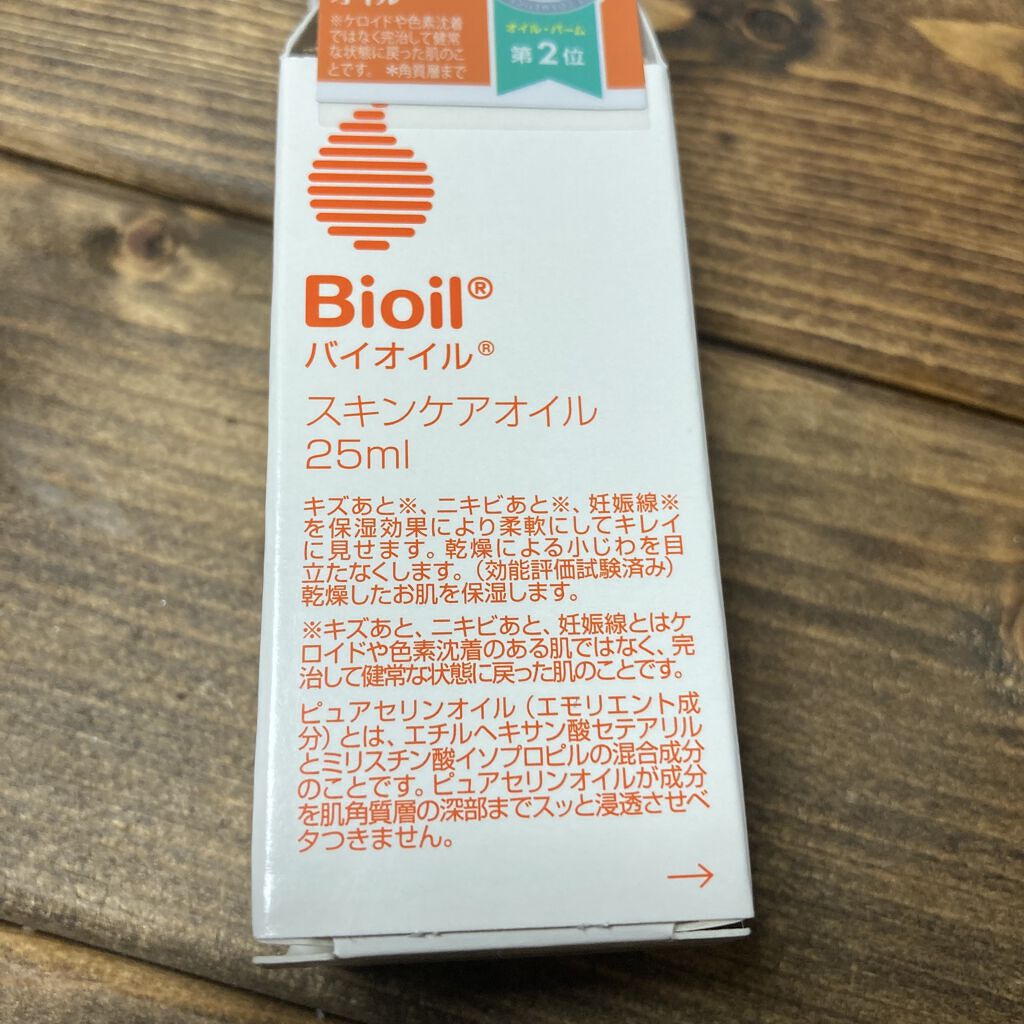 ※ケロイドや色素沈着
ではなく完治して健常
な状態に戻った肌のこ
とです。 *角質層まで
オイル・バーム
第2位
Bioil®
バイオイル®
スキンケアオイル
25ml
キズあと※、ニキビあと※、妊娠線※
を保湿効果により柔軟にしてキレイ
に見せます。乾燥による小じわを目
立たなくします。（効能評価試験済み）
乾燥したお肌を保湿します。
※キズあと、ニキビあと、妊娠線とはケ
ロイドや色素沈着のある肌ではなく、完
治して健常な状態に戻った肌のことです。
ピュアセリンオイル（エモリエント成
分）とは、エチルヘキサン酸セテアリル
とミリスチン酸イソプロピルの混合成分
のことです。ピュアセリンオイルが成分
を肌角質層の深部までスッと浸透させベ
タつきません。
→